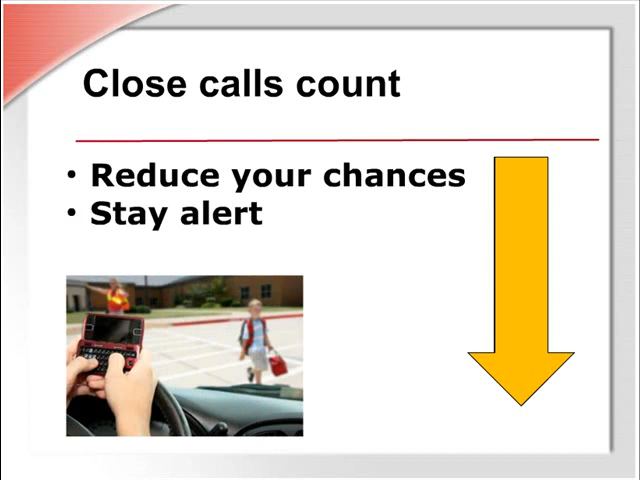 Close calls count
• Reduce your chances
• Stay alert